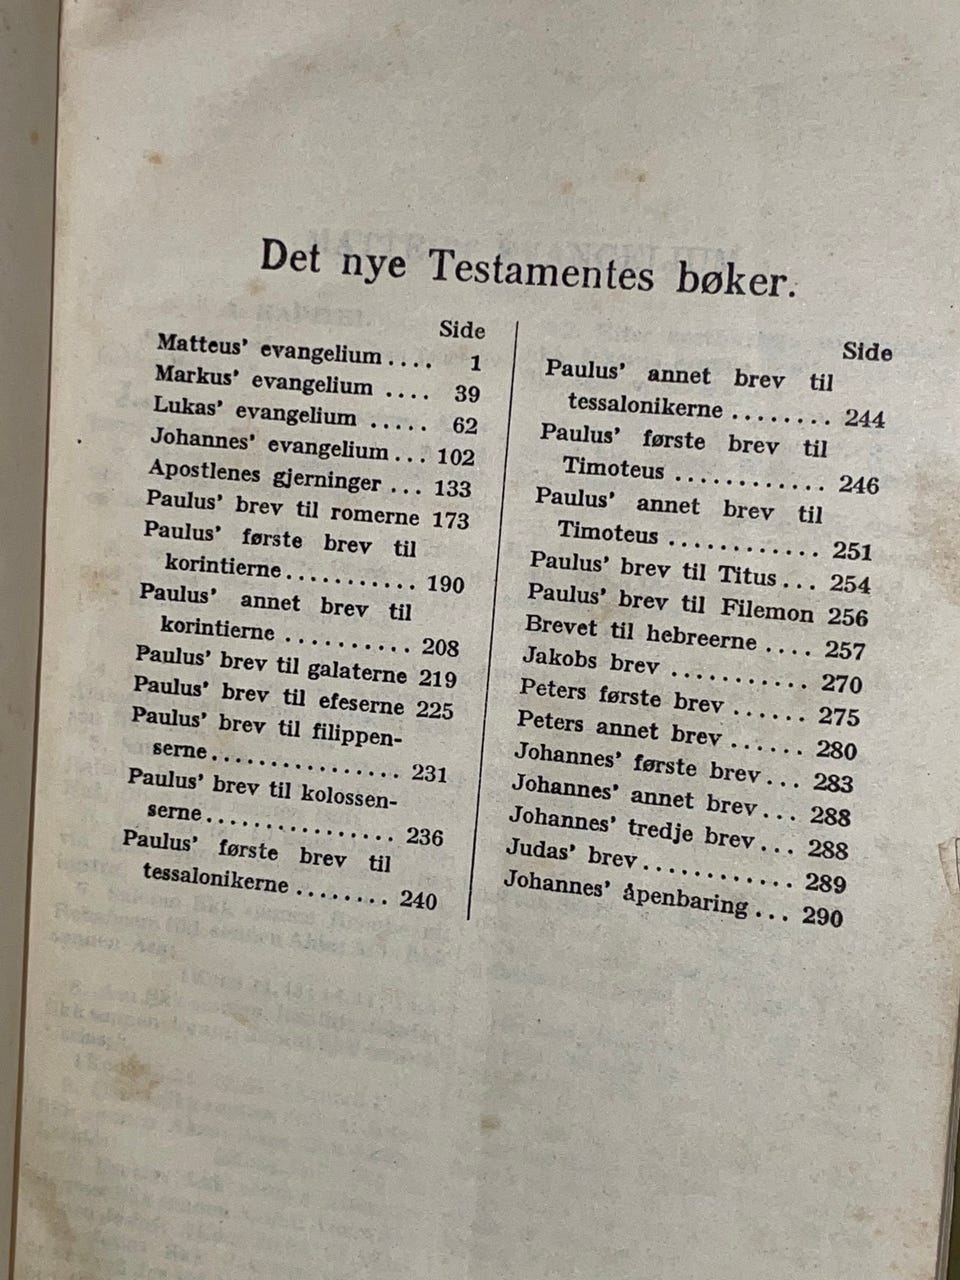 Det nye Testamentes bøker.
Side
Matteus’ evangelium.... 1
Markus’ evangelium .... 39
Lukas’ evangelium ..... 62
Johannes’ evangelium... 102
Apostlenes gjerninger ... 133
Paulus’ brev til romerne 173
Paulus’ første brev til
korintierne........... 190
Paulus’ annet brev til
korintierne .......... 208
Paulus’ brev til galaterne 219
Paulus’ brev til efeserne 225
Paulus’ brev til filippen-
serne................ 231
Paulus’ brev til kolossen-
serne................ 236
Paulus’ første brev til
tessalonikerne ........ 240
Side
Paulus’ annet brev til
tessalonikerne ........ 244
Paulus’ første brev til
Timoteus ............ 246
Paulus’ annet brev til
Timoteus ............ 251
Paulus’ brev til Titus... 254
Paulus’ brev til Filemon 256
Brevet til hebreerne .... 257
Jakobs brev ........... 270
Peters første brev ...... 275
Peters annet brev ...... 280
Johannes’ første brev... 283
Johannes’ annet brev... 288
Johannes’ tredje brev... 288
Judas’ brev............ 289
Johannes’ åpenbaring... 290